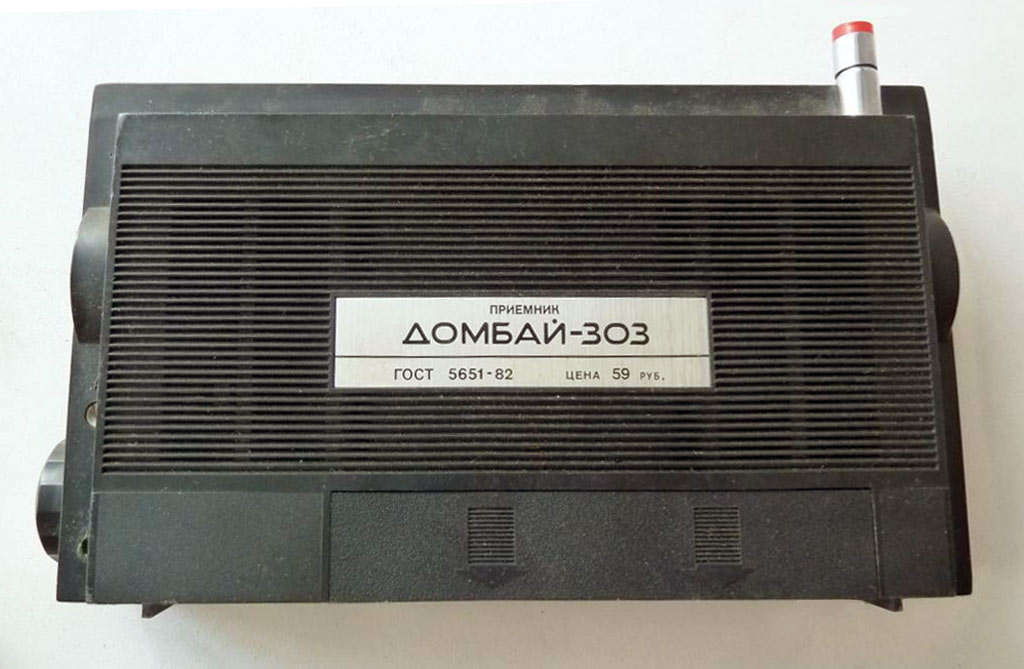 ПРИЕМНИК
ДОМБАЙ-303
ГОСТ 5651-82 ЦЕНА 59 РУБ.